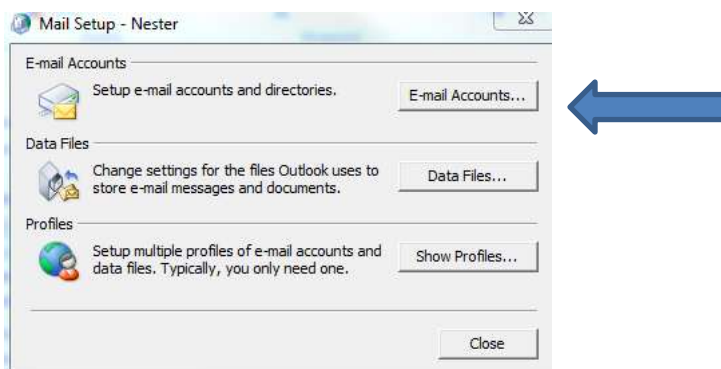 Mail Setup - Nester
E-mail Accounts
Setup e-mail accounts and directories.
E-mail Accounts...
Data Files
Change settings for the files Outlook uses to
store e-mail messages and documents.
Data Files...
Profiles
Setup multiple profiles of e-mail accounts and
data files. Typically, you only need one.
Show Profiles...
Close